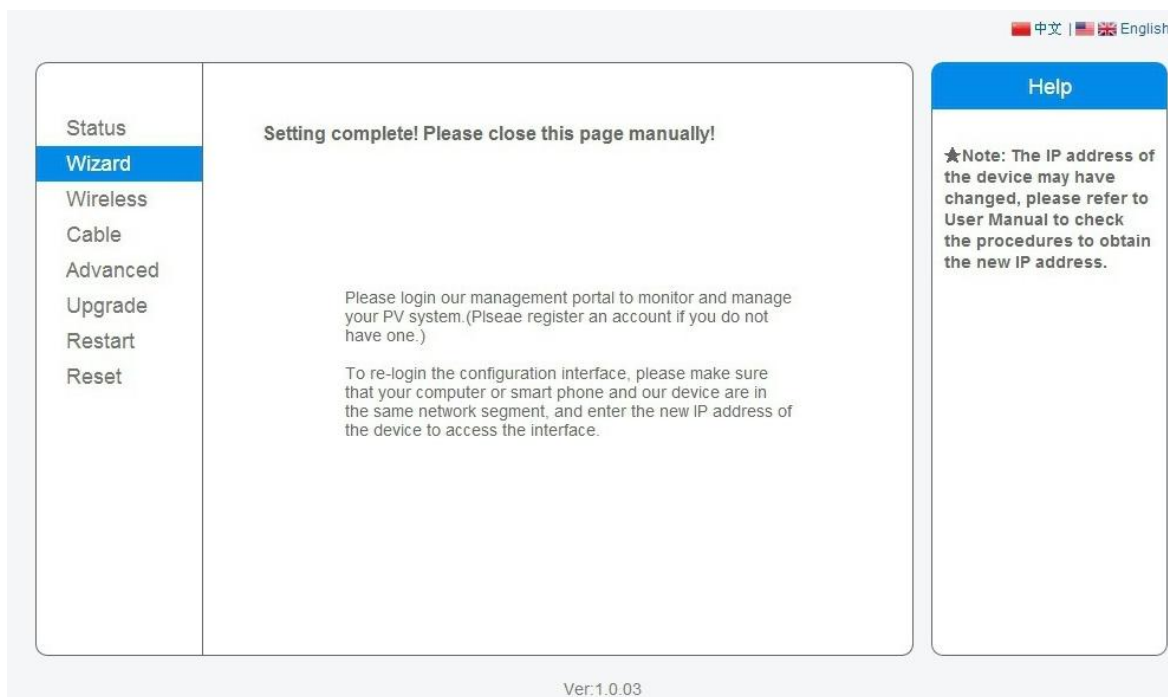 中文 | English
Status
Wizard
Wireless
Cable
Advanced
Upgrade
Restart
Reset
Setting complete! Please close this page manually!
Please login our management portal to monitor and manage
your PV system.(Plseae register an account if you do not
have one.)
To re-login the configuration interface, please make sure
that your computer or smart phone and our device are in
the same network segment, and enter the new IP address of
the device to access the interface.
Help
★Note: The IP address of
the device may have
changed, please refer to
User Manual to check
the procedures to obtain
the new IP address.
Ver:1.0.03